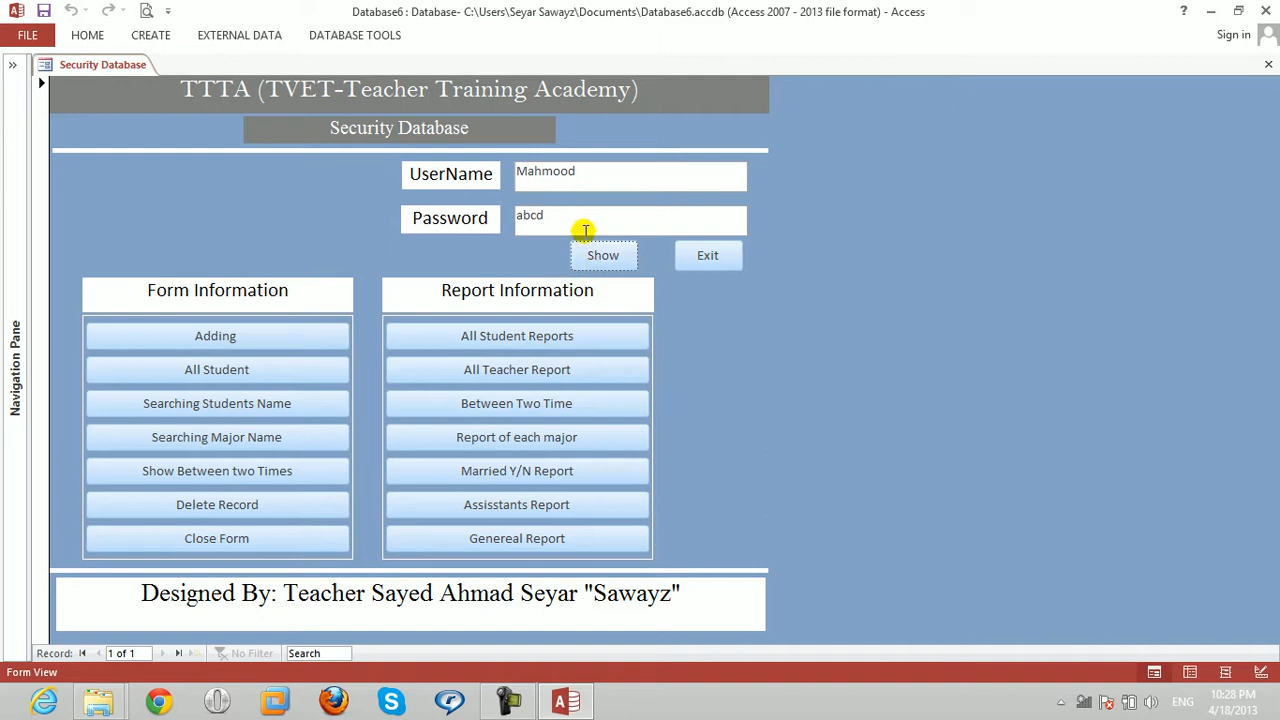 Database6 : Database- C:\Users\Seyar Sawayz\Documents\Database6.accdb (Access 2007 - 2013 file format) - Access
FILE HOME CREATE EXTERNAL DATA DATABASE TOOLS Sign in
Security Database
TTTA (TVET-Teacher Training Academy)
Security Database
UserName Mahmood
Password abcd
Show Exit
Form Information Report Information
Adding All Student Reports
All Student All Teacher Report
Searching Students Name Between Two Time
Searching Major Name Report of each major
Show Between two Times Married Y/N Report
Delete Record Assisstants Report
Close Form Genereal Report
Navigation Pane
Designed By: Teacher Sayed Ahmad Seyar "Sawayz"
Record: 1 of 1 No Filter Search
Form View
ENG 10:28 PM
4/18/2013